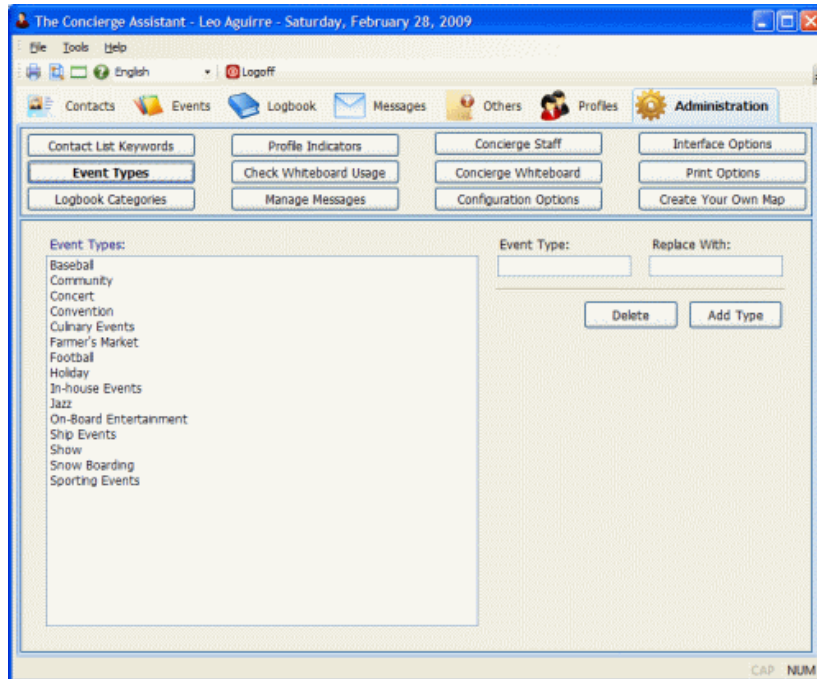 The Concierge Assistant - Leo Aguirre - Saturday, February 28, 2009
File Tools Help
English Logoff
Contacts Events Logbook Messages Others Profiles Administration
Contact List Keywords Profile Indicators Concierge Staff Interface Options
Event Types Check Whiteboard Usage Concierge Whiteboard Print Options
Logbook Categories Manage Messages Configuration Options Create Your Own Map
Event Types: Event Type: Replace With:
Baseball
Community
Concert
Convention
Culinary Events
Delete Add Type
Farmer's Market
Football
Holiday
In-house Events
Jazz
On-Board Entertainment
Ship Events
Show
Snow Boarding
Sporting Events
CAP NUM